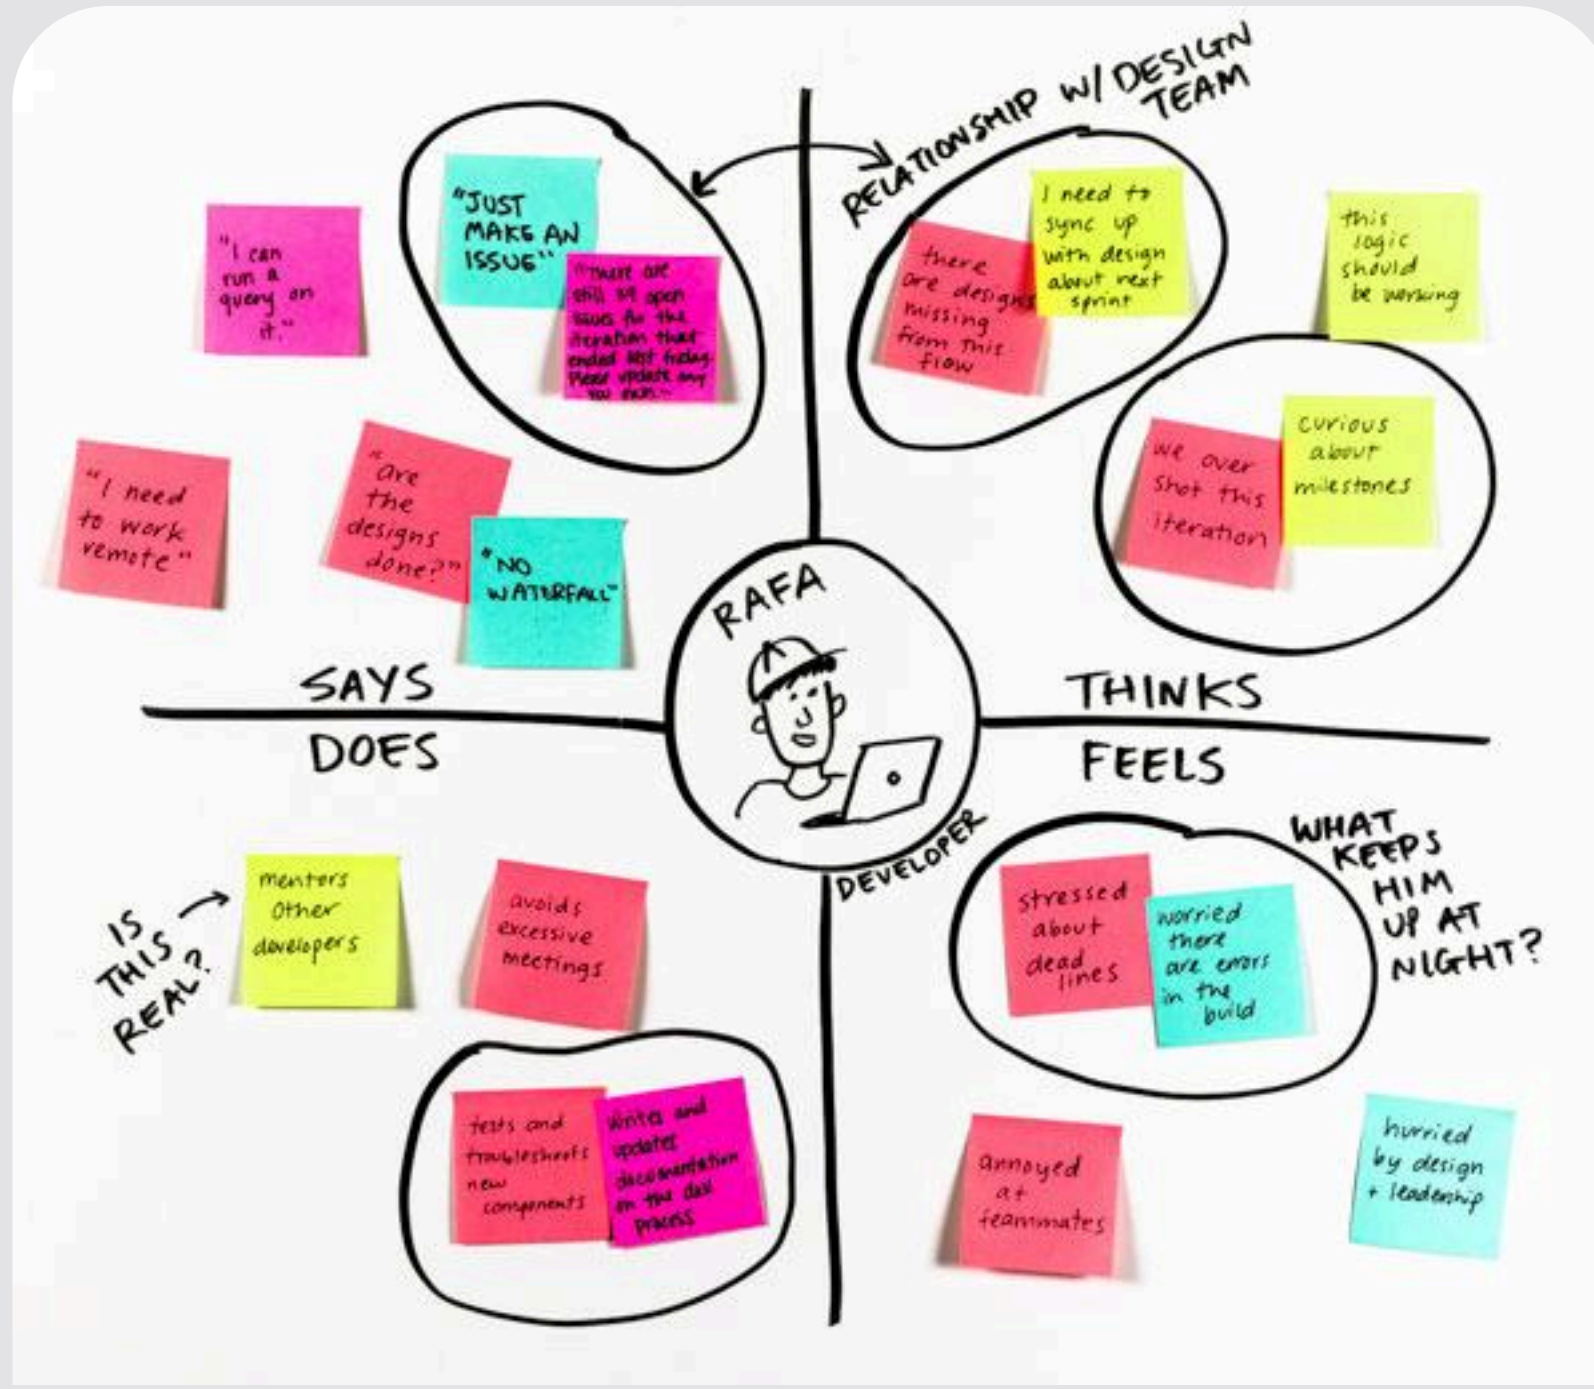 RELATIONSHIP W/ DESIGN
TEAM
"I can
run a
query on
it."
"JUST
MAKE AN
ISSUE"
"There are
still 39 open
issues for the
iteration that
ended last friday.
Please update any
you own."
"I need
to work
remote"
"are
the
designs
done?"
"NO
WATERFALL"
SAYS
there
are designs
missing
from this
flow
I need to
sync up
with design
about next
sprint
this
logic
should
be working
we over
shot this
iteration
curious
about
milestones
THINKS
RAFA
DEVELOPER
DOES
IS
THIS
REAL?
mentors
other
developers
avoids
excessive
meetings
tests and
troubleshoots
new
components
writes and
updates
documentation
on the dev
process
FEELS
WHAT
KEEPS
HIM
UP AT
NIGHT?
stressed
about
dead
lines
worried
there
are errors
in the
build
annoyed
at
teammates
hurried
by design
+ leadership